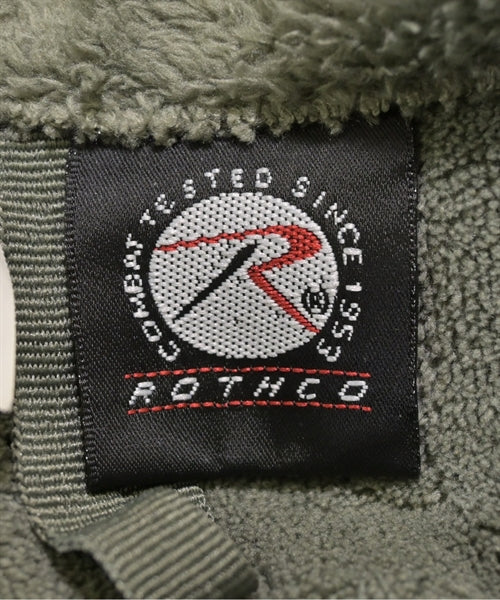 COMBAT TESTED SINCE 1953
R
®
ROTHCO